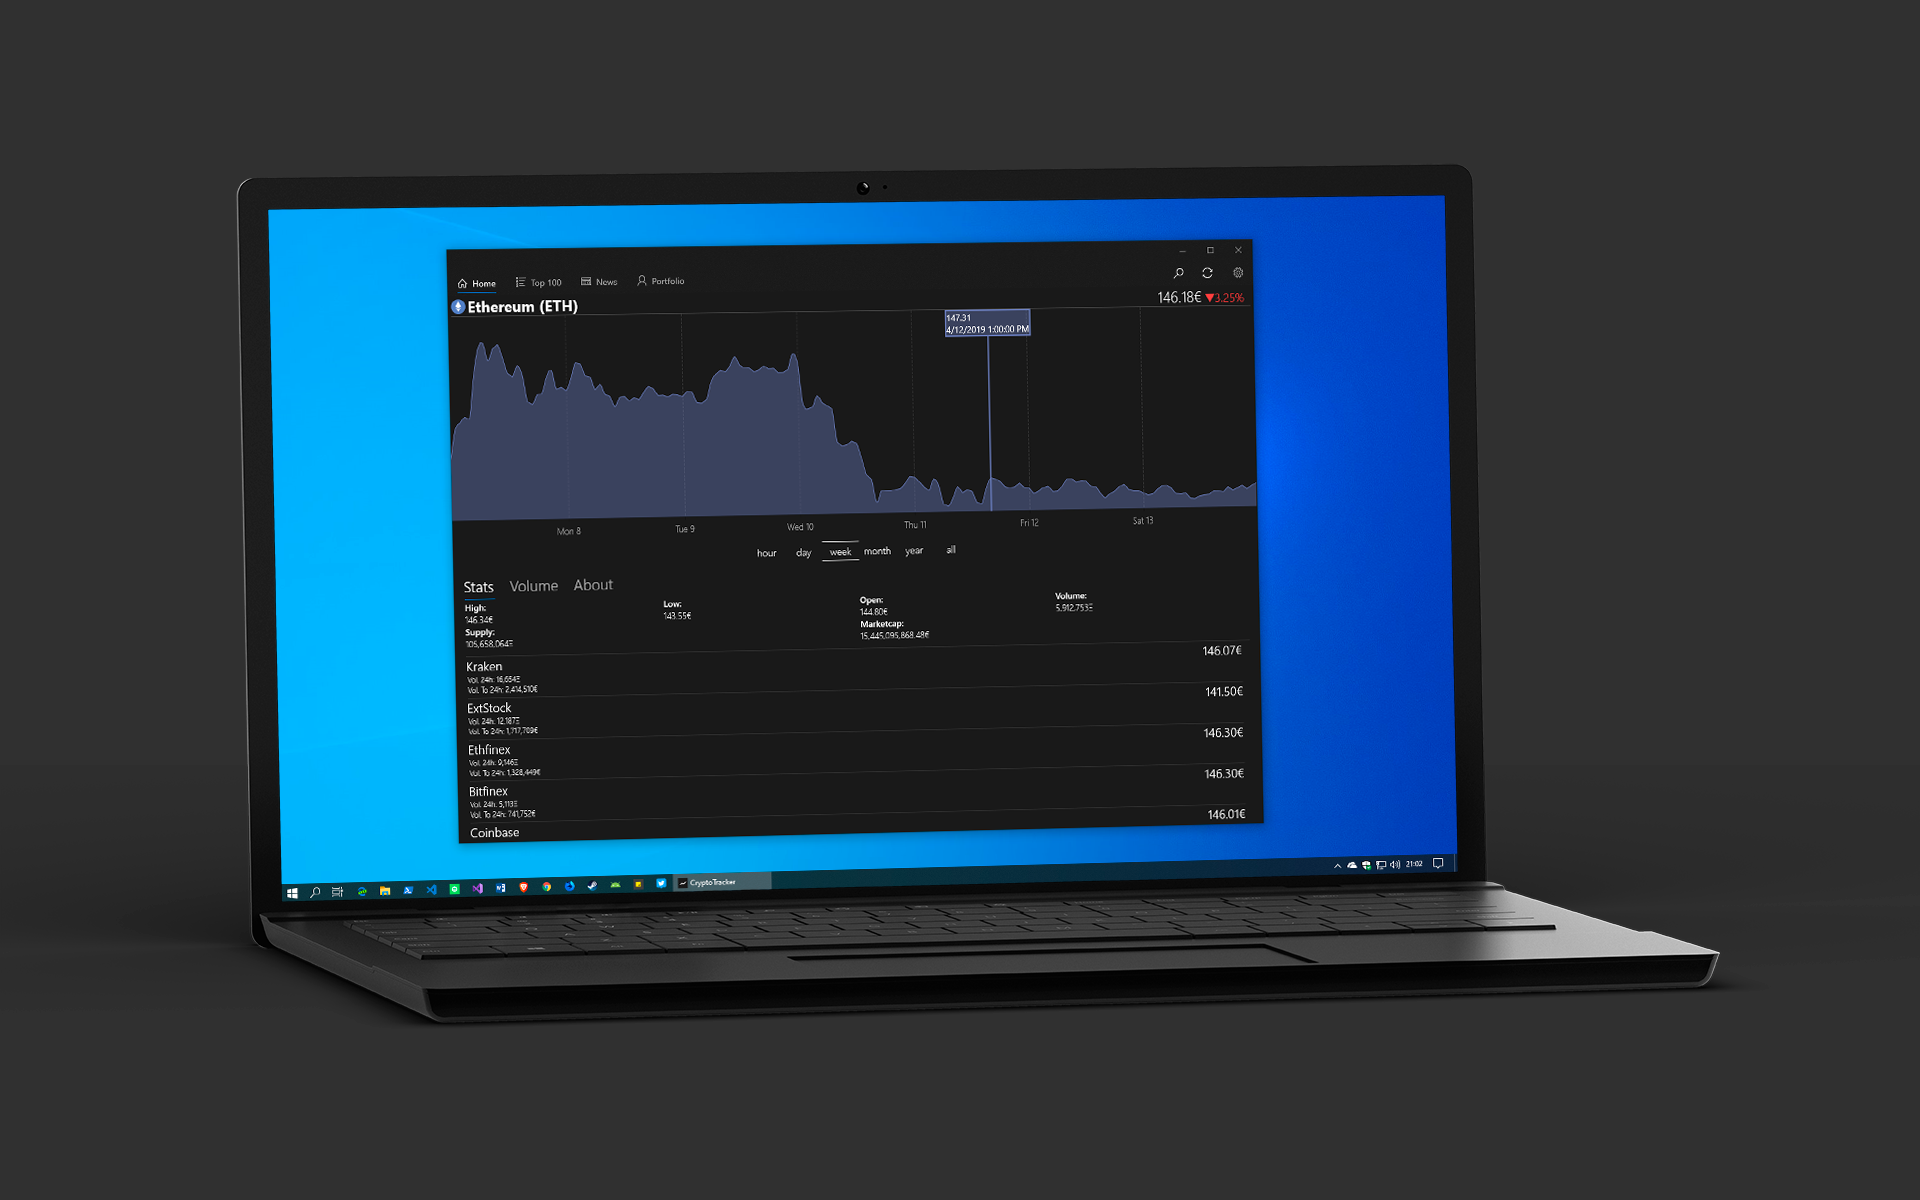 Home
Top 100
News
Portfolio
Ethereum (ETH)
146.18€ ▼3.25%
147.31
4/12/2019 1:00:00 PM
Mon 8
Tue 9
Wed 10
Thu 11
Fri 12
Sat 13
hour
day
week
month
year
all
Stats
Volume
About
High:
146.34€
Low:
143.55€
Open:
144.80€
Volume:
5,912,753Ξ
Supply:
105,658,064Ξ
Marketcap:
15,445,095,868.48€
Kraken
146.07€
Vol. 24h: 16,654Ξ
Vol. To 24h: 2,414,510€
ExtStock
141.50€
Vol. 24h: 12,187Ξ
Vol. To 24h: 1,717,709€
Ethfinex
146.30€
Vol. 24h: 9,146Ξ
Vol. To 24h: 1,328,449€
Bitfinex
146.30€
Vol. 24h: 5,113Ξ
Vol. To 24h: 741,752€
Coinbase
146.01€
CryptoTracker
21:02